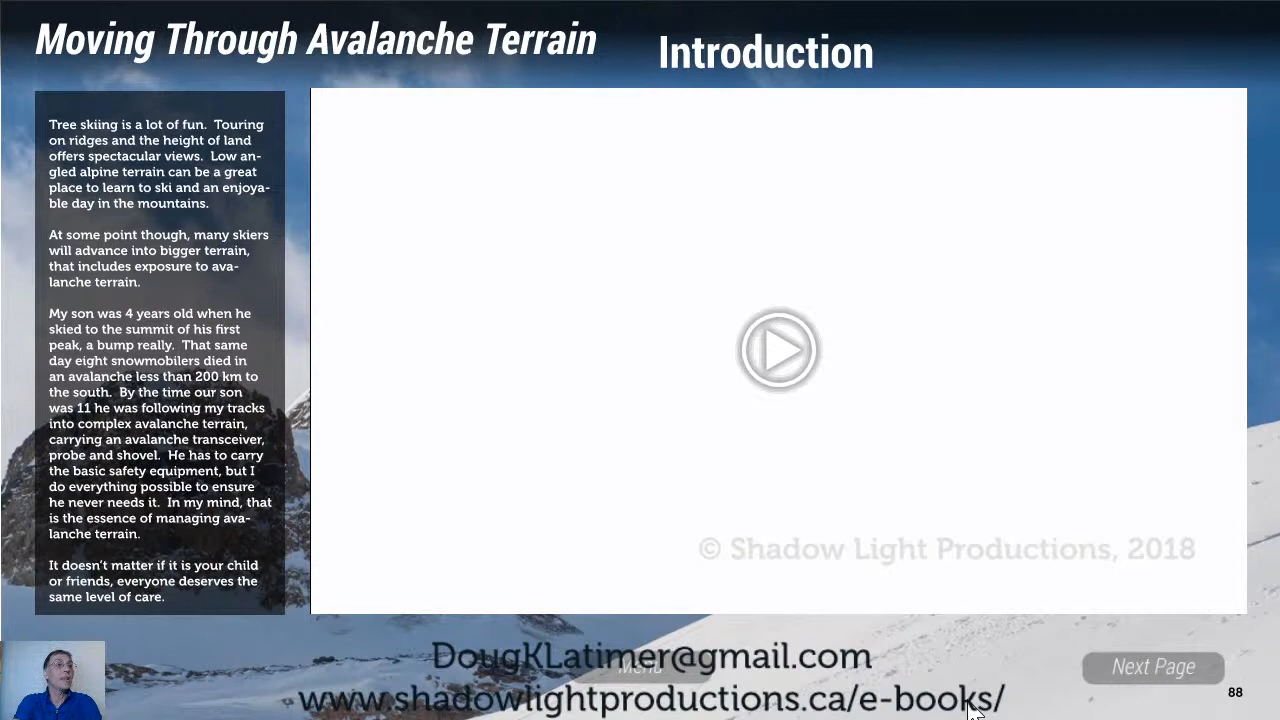 Moving Through Avalanche Terrain
Introduction
Tree skiing is a lot of fun. Touring
on ridges and the height of land
offers spectacular views. Low an-
gled alpine terrain can be a great
place to learn to ski and an enjoya-
ble day in the mountains.
At some point though, many skiers
will advance into bigger terrain,
that includes exposure to ava-
lanche terrain.
My son was 4 years old when he
skied to the summit of his first
peak, a bump really. That same
day eight snowmobilers died in
an avalanche less than 200 km to
the south. By the time our son
was 11 he was following my tracks
into complex avalanche terrain,
carrying an avalanche transceiver,
probe and shovel. He has to carry
the basic safety equipment, but I
do everything possible to ensure
he never needs it. In my mind, that
is the essence of managing ava-
lanche terrain.
It doesn't matter if it is your child
or friends, everyone deserves the
same level of care.
© Shadow Light Productions, 2018
DougKLatimer@gmail.com
Menu
Next Page
www.shadowlightproductions.ca/e-books/
88